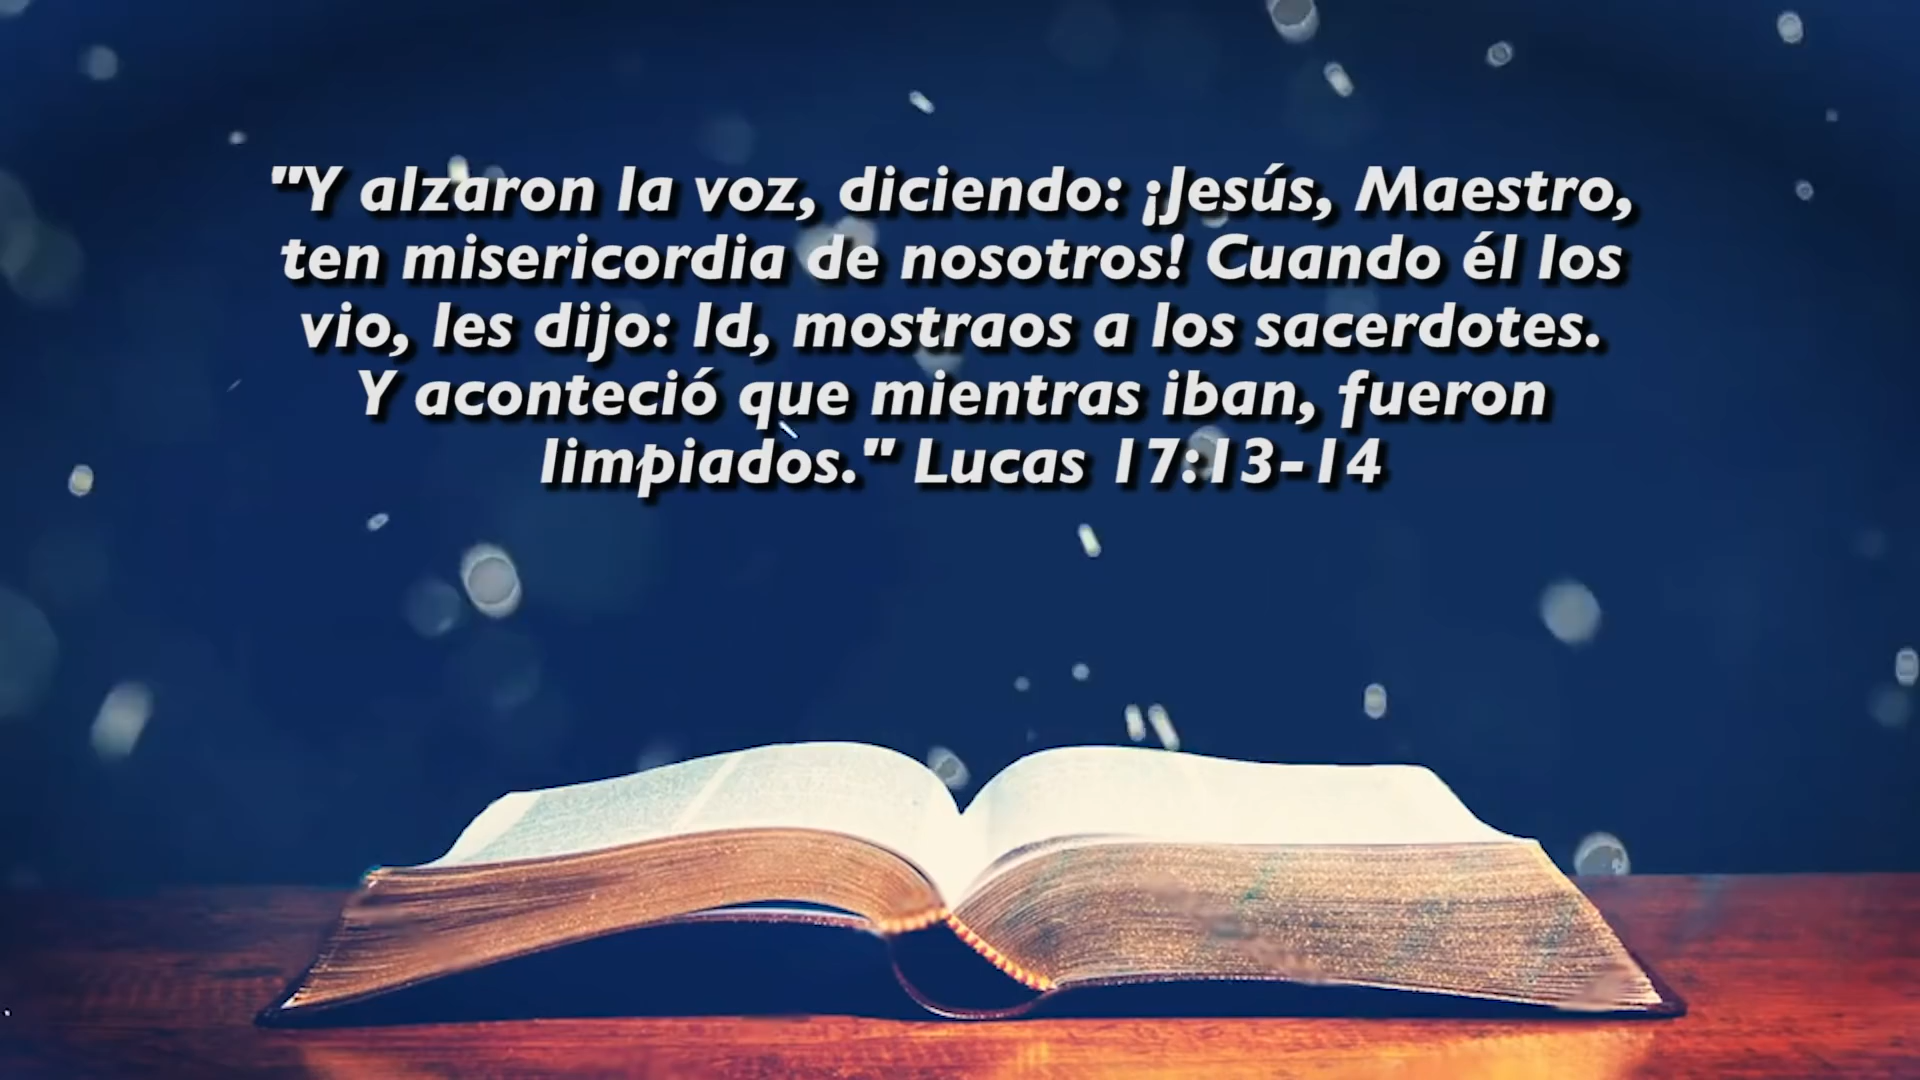 "Y alzaron la voz, diciendo: ¡Jesús, Maestro,
ten misericordia de nosotros! Cuando él los
vio, les dijo: Id, mostraos a los sacerdotes.
Y aconteció que mientras iban, fueron
limpiados." Lucas 17:13-14